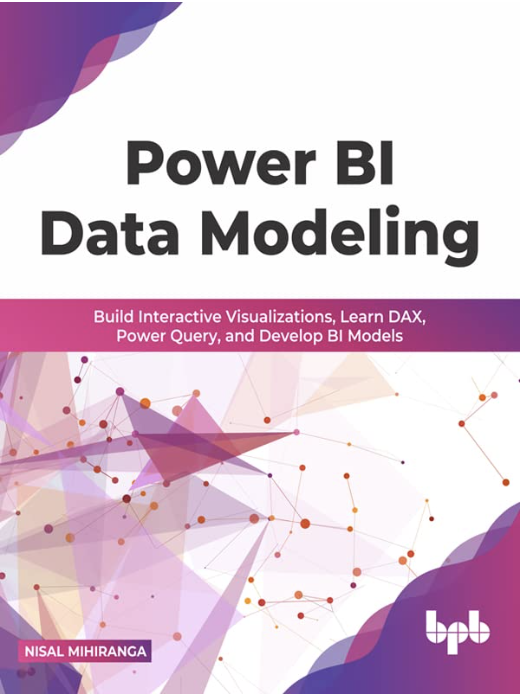 Power BI
Data Modeling
Build Interactive Visualizations, Learn DAX,
Power Query, and Develop BI Models
NISAL MIHIRANGA
bpb